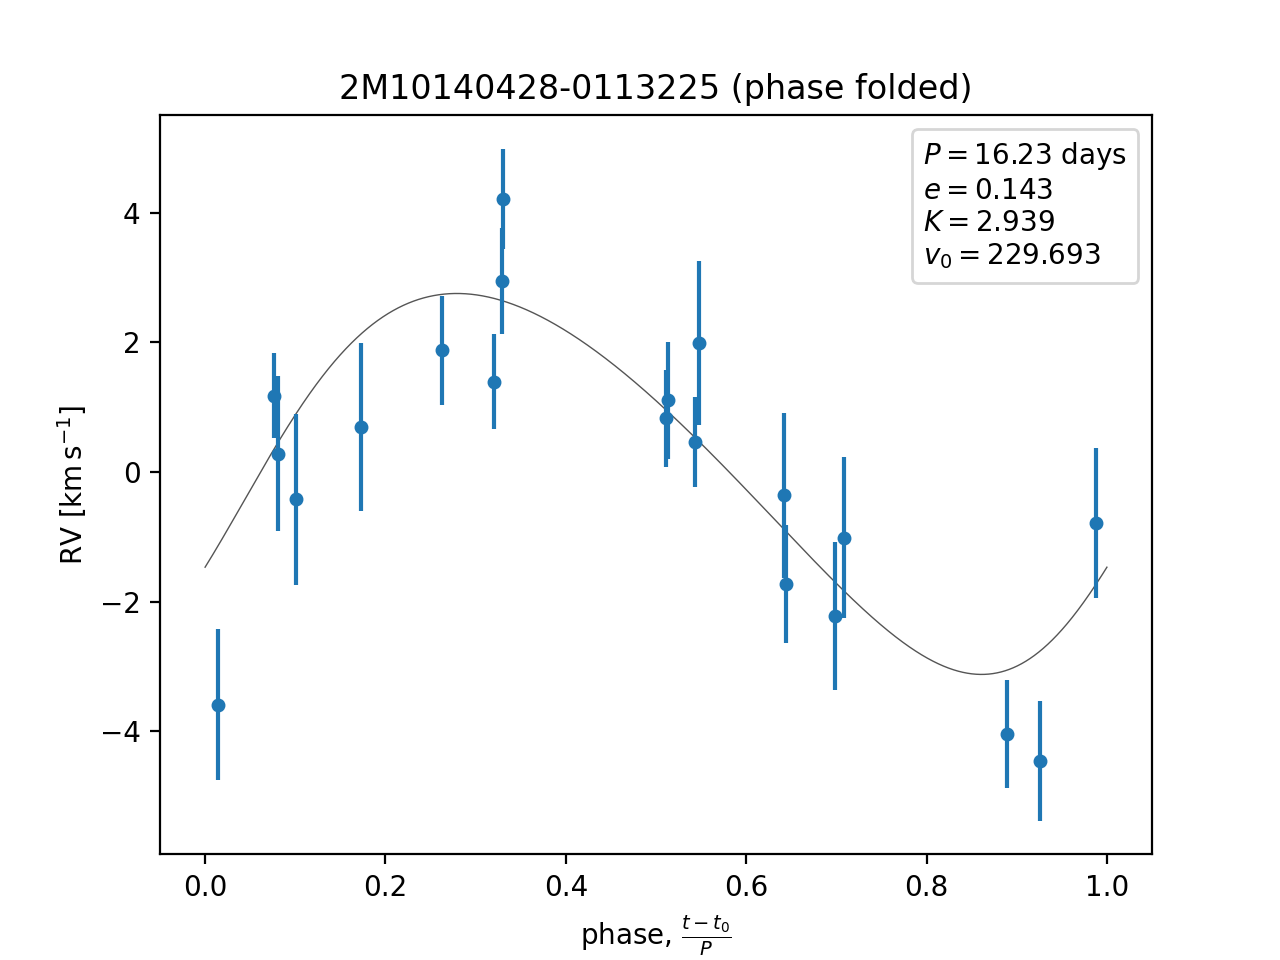 2M10140428-0113225 (phase folded)
P = 16.23 days
e = 0.143
K = 2.939
v₀ = 229.693
RV [km s⁻¹]
4
2
0
−2
−4
0.0 0.2 0.4 0.6 0.8 1.0
phase, (t − t₀)/P